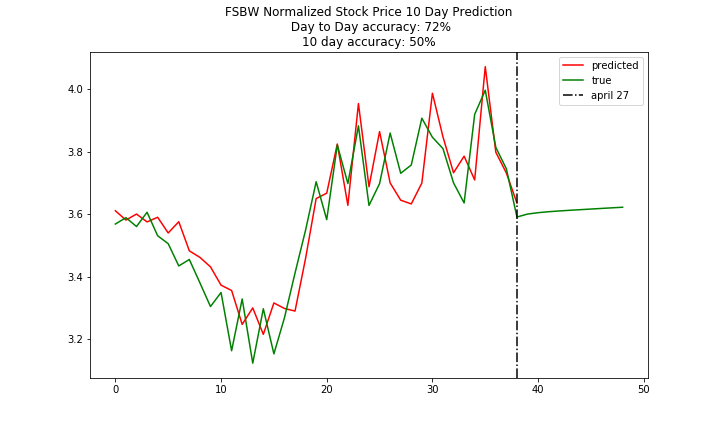 FSBW Normalized Stock Price 10 Day Prediction
Day to Day accuracy: 72%
10 day accuracy: 50%
predicted
true
april 27
4.0
3.8
3.6
3.4
3.2
0
10
20
30
40
50